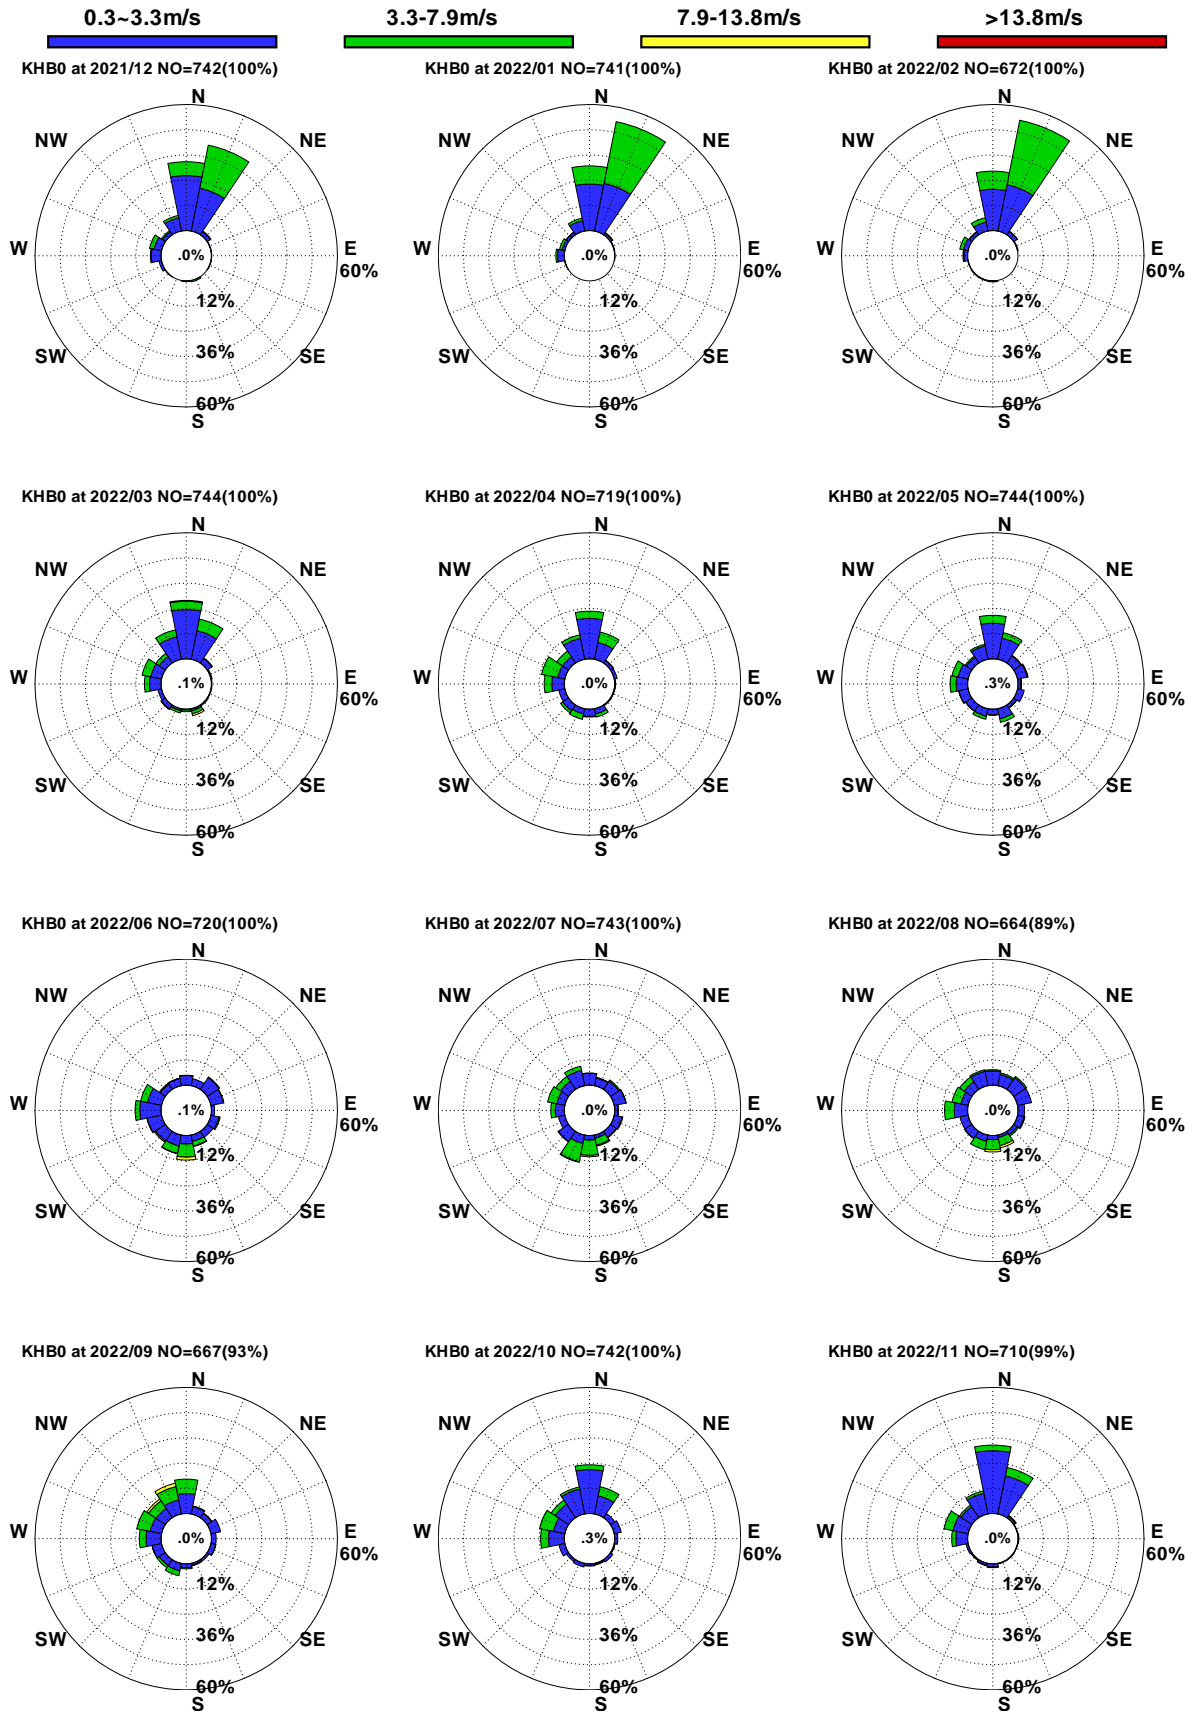 0.3~3.3m/s 3.3-7.9m/s 7.9-13.8m/s >13.8m/s
KHB0 at 2021/12 NO=742(100%) KHB0 at 2022/01 NO=741(100%) KHB0 at 2022/02 NO=672(100%)
N N N
NW NE NW NE NW NE
W .0% E W .0% E W .0% E
60% 60% 60%
12% 12% 12%
SW 36% SE SW 36% SE SW 36% SE
60% 60% 60%
S S S
KHB0 at 2022/03 NO=744(100%) KHB0 at 2022/04 NO=719(100%) KHB0 at 2022/05 NO=744(100%)
N N N
NW NE NW NE NW NE
W .1% E W .0% E W .3% E
60% 60% 60%
12% 12% 12%
SW 36% SE SW 36% SE SW 36% SE
60% 60% 60%
S S S
KHB0 at 2022/06 NO=720(100%) KHB0 at 2022/07 NO=743(100%) KHB0 at 2022/08 NO=664(89%)
N N N
NW NE NW NE NW NE
W .1% E W .0% E W .0% E
60% 60% 60%
12% 12% 12%
SW 36% SE SW 36% SE SW 36% SE
60% 60% 60%
S S S
KHB0 at 2022/09 NO=667(93%) KHB0 at 2022/10 NO=742(100%) KHB0 at 2022/11 NO=710(99%)
N N N
NW NE NW NE NW NE
W .0% E W .3% E W .0% E
60% 60% 60%
12% 12% 12%
SW 36% SE SW 36% SE SW 36% SE
60% 60% 60%
S S S